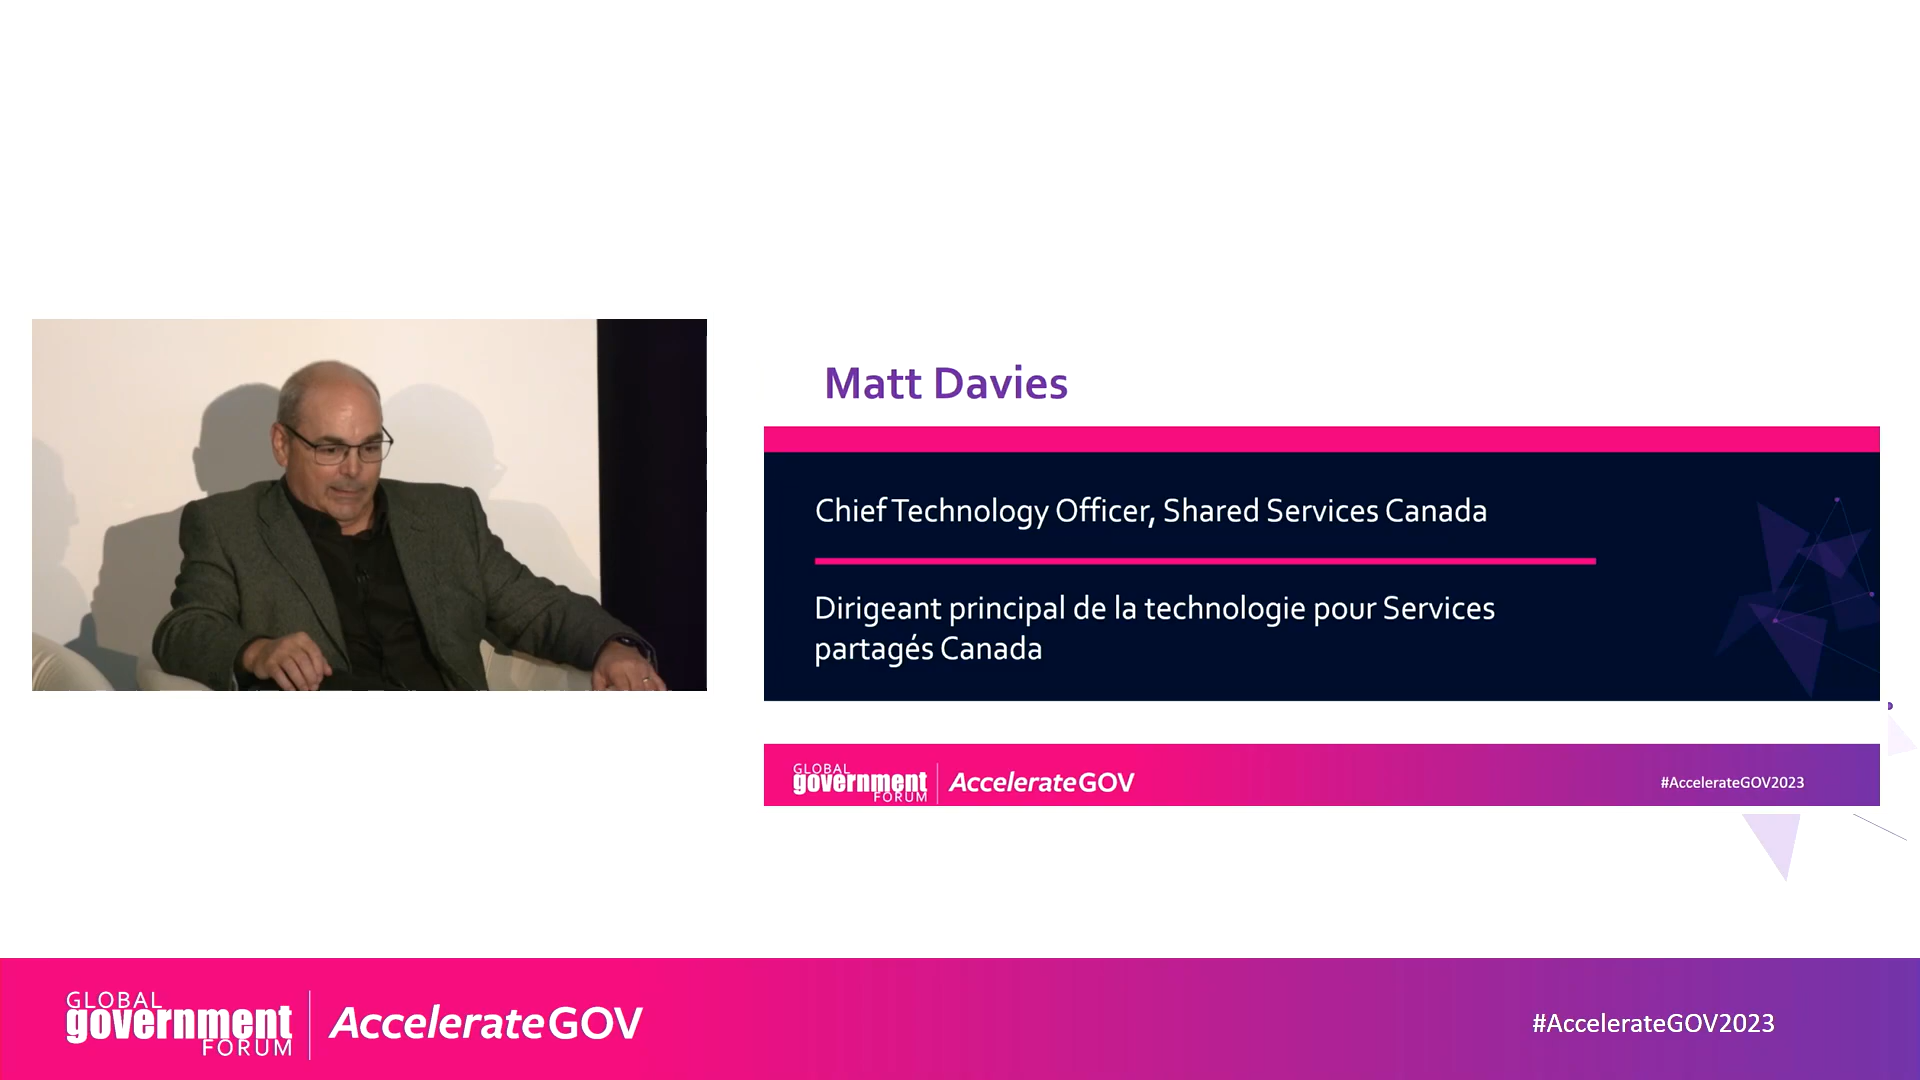 Matt Davies
Chief Technology Officer, Shared Services Canada
Dirigeant principal de la technologie pour Services
partagés Canada
GLOBAL
government
FORUM
AccelerateGOV
#AccelerateGOV2023
GLOBAL
government
FORUM
AccelerateGOV
#AccelerateGOV2023